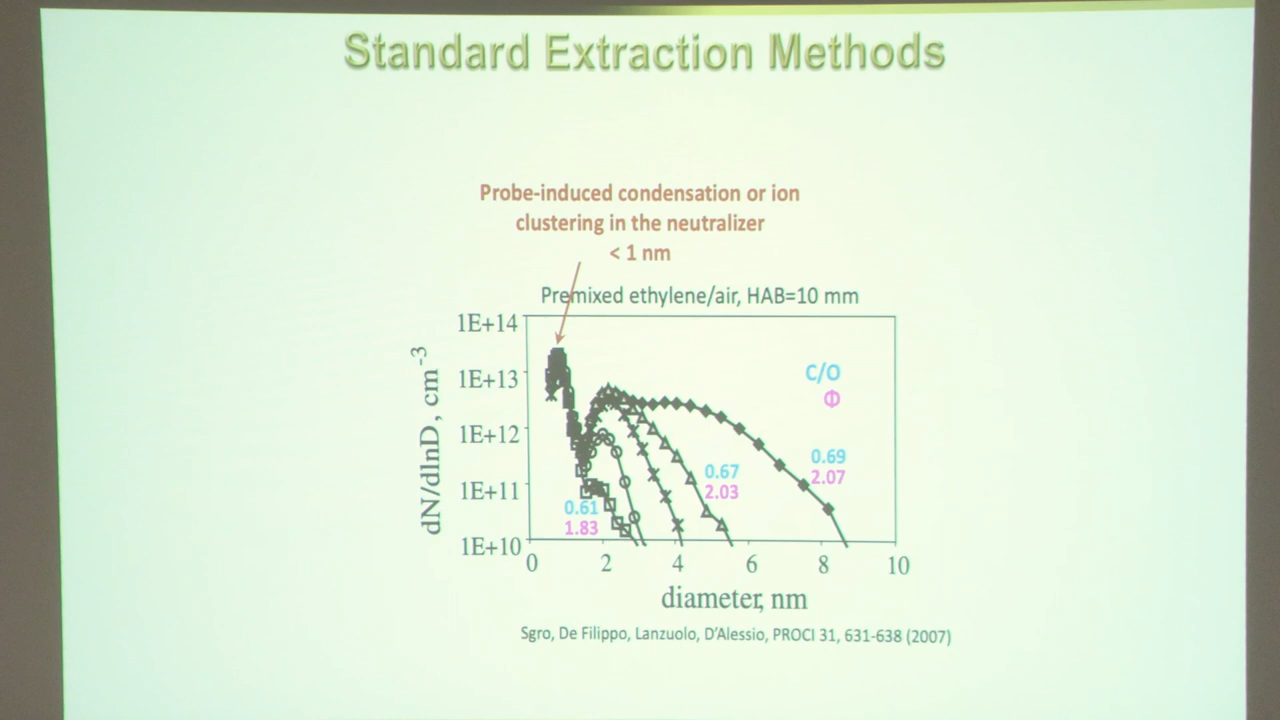 Standard Extraction Methods
Probe-induced condensation or ion
clustering in the neutralizer
< 1 nm
Premixed ethylene/air, HAB=10 mm
1E+14
1E+13
1E+12
1E+11
1E+10
dN/dlnD, cm-3
C/O
Φ
0.69
2.07
0.67
2.03
0.61
1.83
0 2 4 6 8 10
diameter, nm
Sgro, De Filippo, Lanzuolo, D'Alessio, PROCI 31, 631-638 (2007)